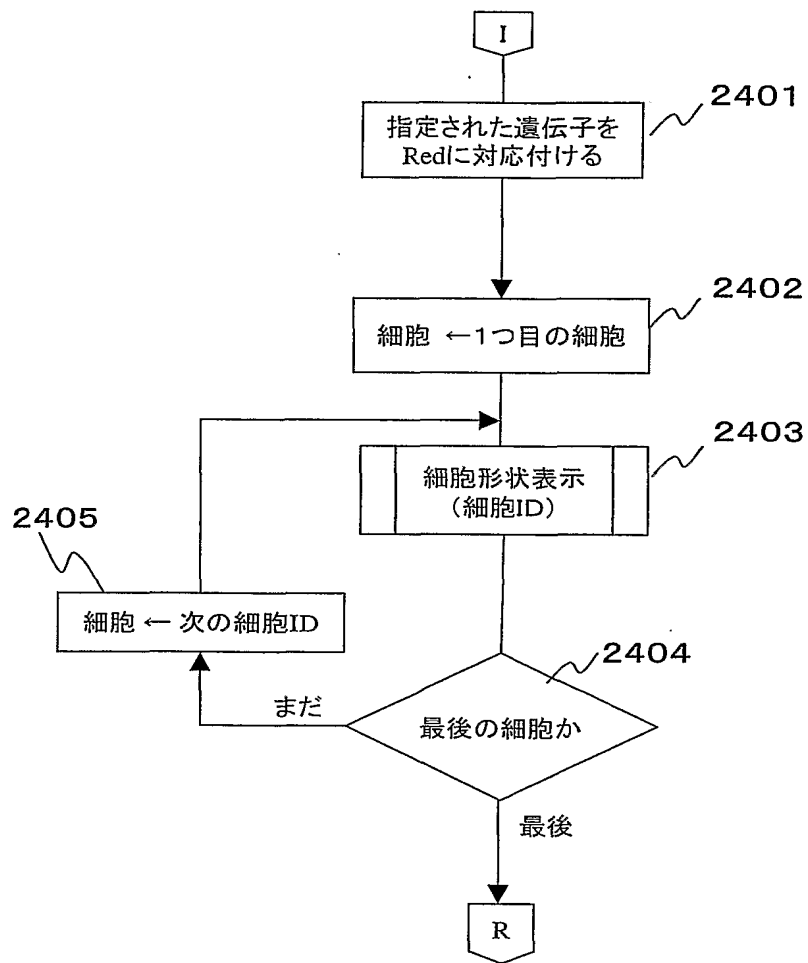 I
指定された遺伝子を
Redに対応付ける
2401
細胞 ←1つ目の細胞
2402
細胞形状表示
（細胞ID）
2403
2405
細胞 ← 次の細胞ID
2404
まだ
最後の細胞か
最後
R